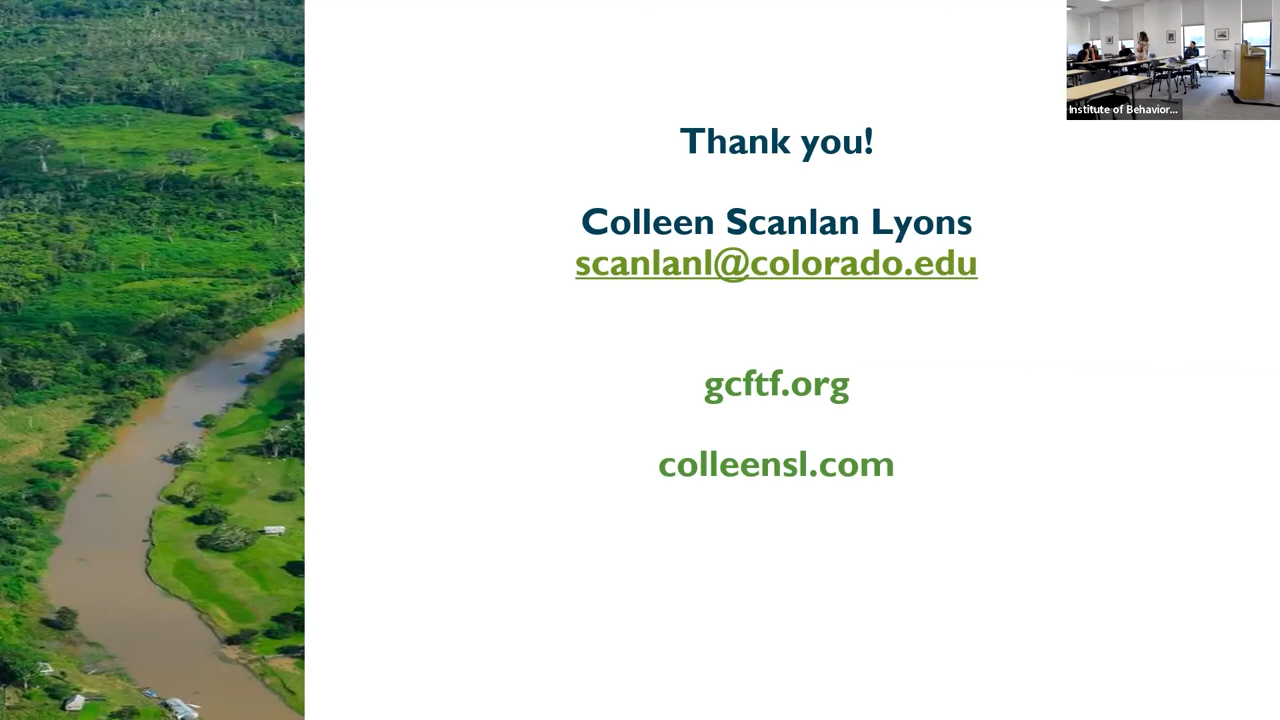 Institute of Behavior...
Thank you!
Colleen Scanlan Lyons
scanlanl@colorado.edu
gcftf.org
colleensl.com